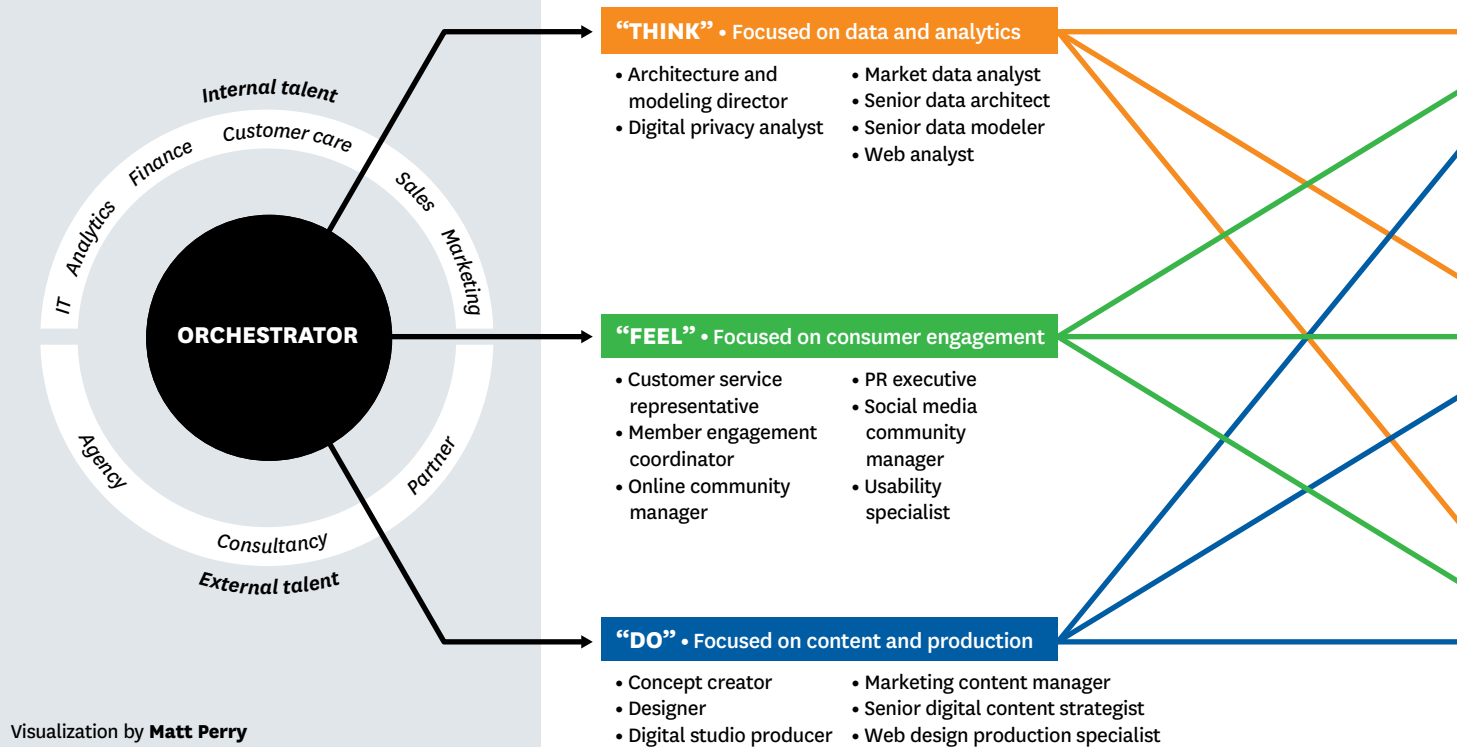 Internal talent
IT
Analytics
Finance
Customer care
Sales
Marketing
ORCHESTRATOR
Agency
Consultancy
Partner
External talent
“THINK” • Focused on data and analytics
• Architecture and
modeling director
• Digital privacy analyst
• Market data analyst
• Senior data architect
• Senior data modeler
• Web analyst
“FEEL” • Focused on consumer engagement
• Customer service
representative
• Member engagement
coordinator
• Online community
manager
• PR executive
• Social media
community
manager
• Usability
specialist
“DO” • Focused on content and production
• Concept creator
• Designer
• Digital studio producer
• Marketing content manager
• Senior digital content strategist
• Web design production specialist
Visualization by Matt Perry